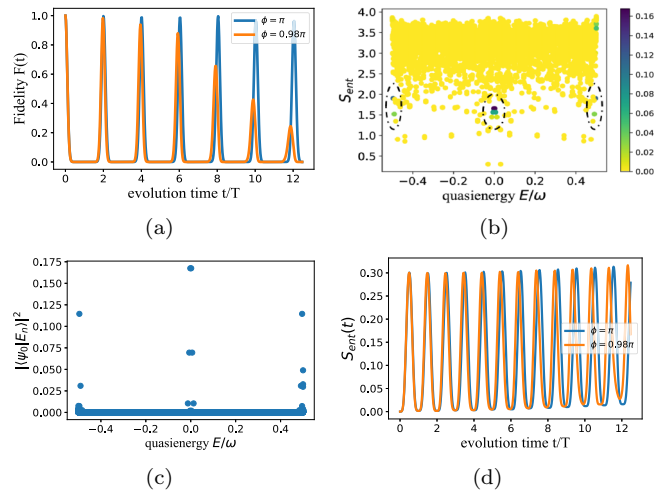 1.0
0.8
0.6
0.4
0.2
0.0
Fidelity F(t)
ϕ = π
ϕ = 0.98π
0 2 4 6 8 10 12
evolution time t/T
(a)
4.0
3.5
3.0
2.5
2.0
1.5
1.0
0.5
S_ent
−0.4 −0.2 0.0 0.2 0.4
quasienergy E/ω
0.16
0.14
0.12
0.10
0.08
0.06
0.04
0.02
0.00
(b)
0.175
0.150
0.125
0.100
0.075
0.050
0.025
0.000
|⟨ψ₀|Eₙ⟩|²
−0.4 −0.2 0.0 0.2 0.4
quasienergy E/ω
(c)
0.30
0.25
0.20
0.15
0.10
0.05
0.00
S_ent(t)
ϕ = π
ϕ = 0.98π
0 2 4 6 8 10 12
evolution time t/T
(d)